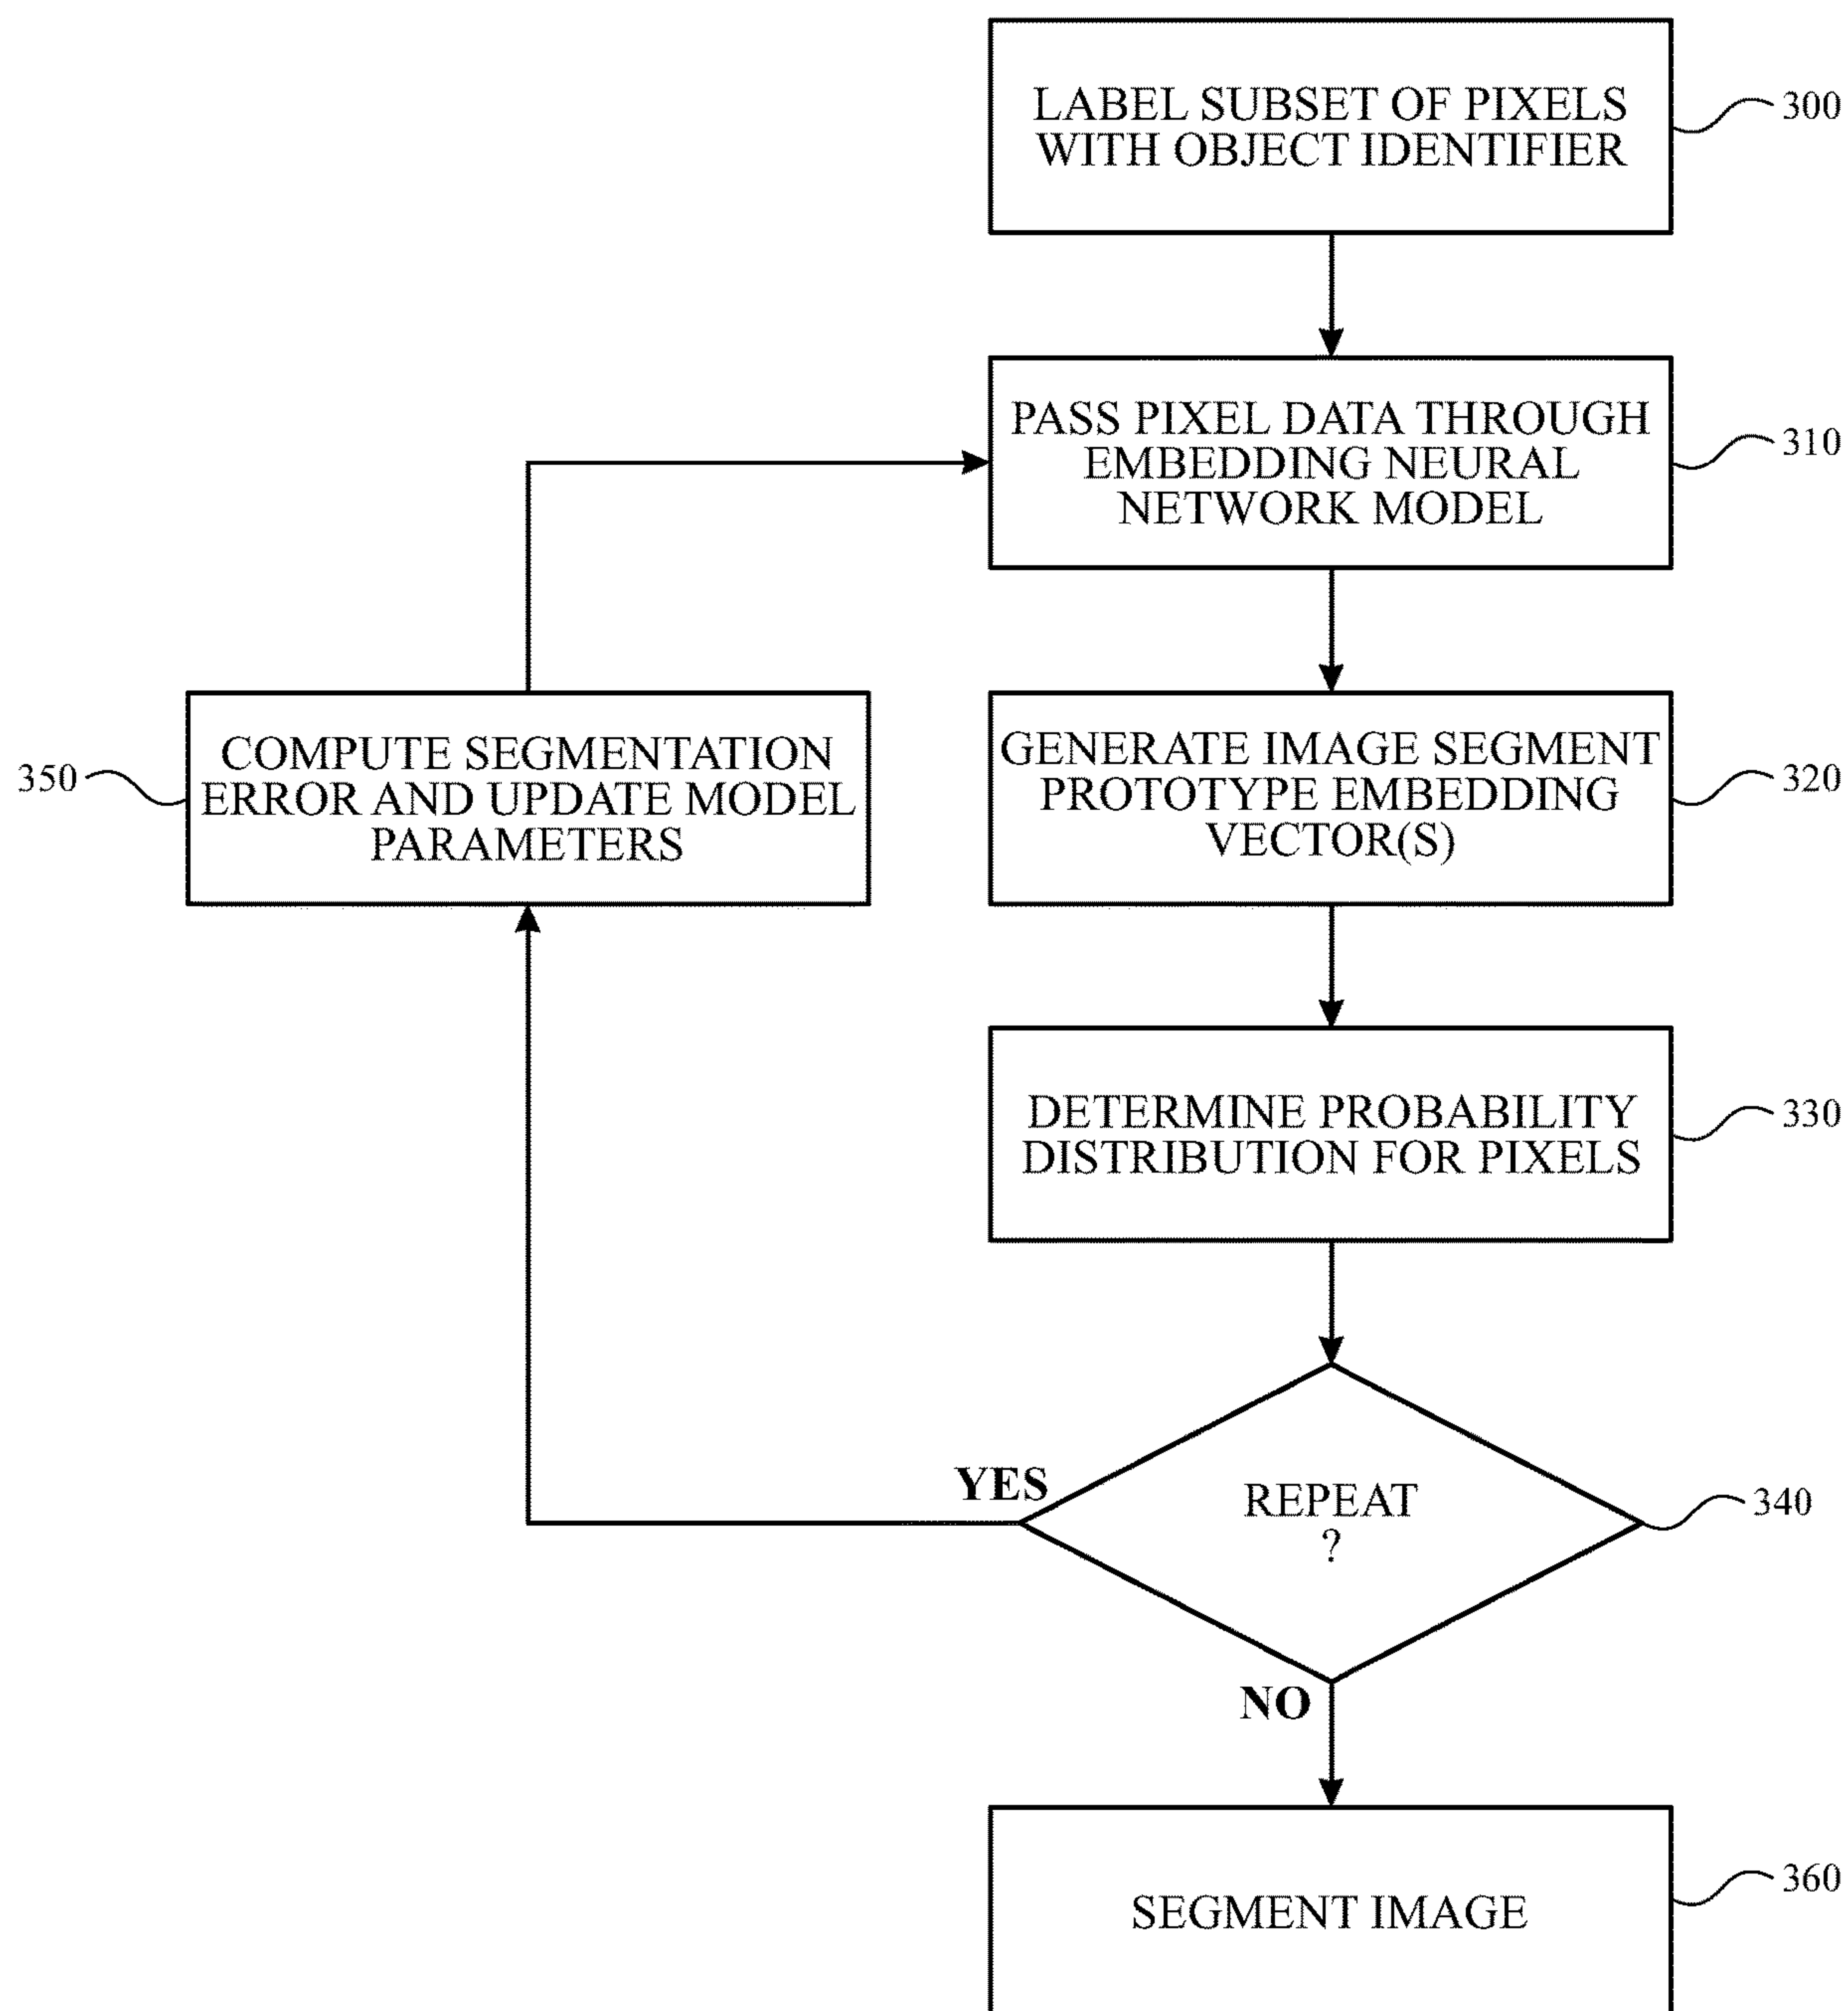 LABEL SUBSET OF PIXELS
WITH OBJECT IDENTIFIER
300
PASS PIXEL DATA THROUGH
EMBEDDING NEURAL
NETWORK MODEL
310
COMPUTE SEGMENTATION
ERROR AND UPDATE MODEL
PARAMETERS
350
GENERATE IMAGE SEGMENT
PROTOTYPE EMBEDDING
VECTOR(S)
320
DETERMINE PROBABILITY
DISTRIBUTION FOR PIXELS
330
YES
REPEAT
?
340
NO
SEGMENT IMAGE
360